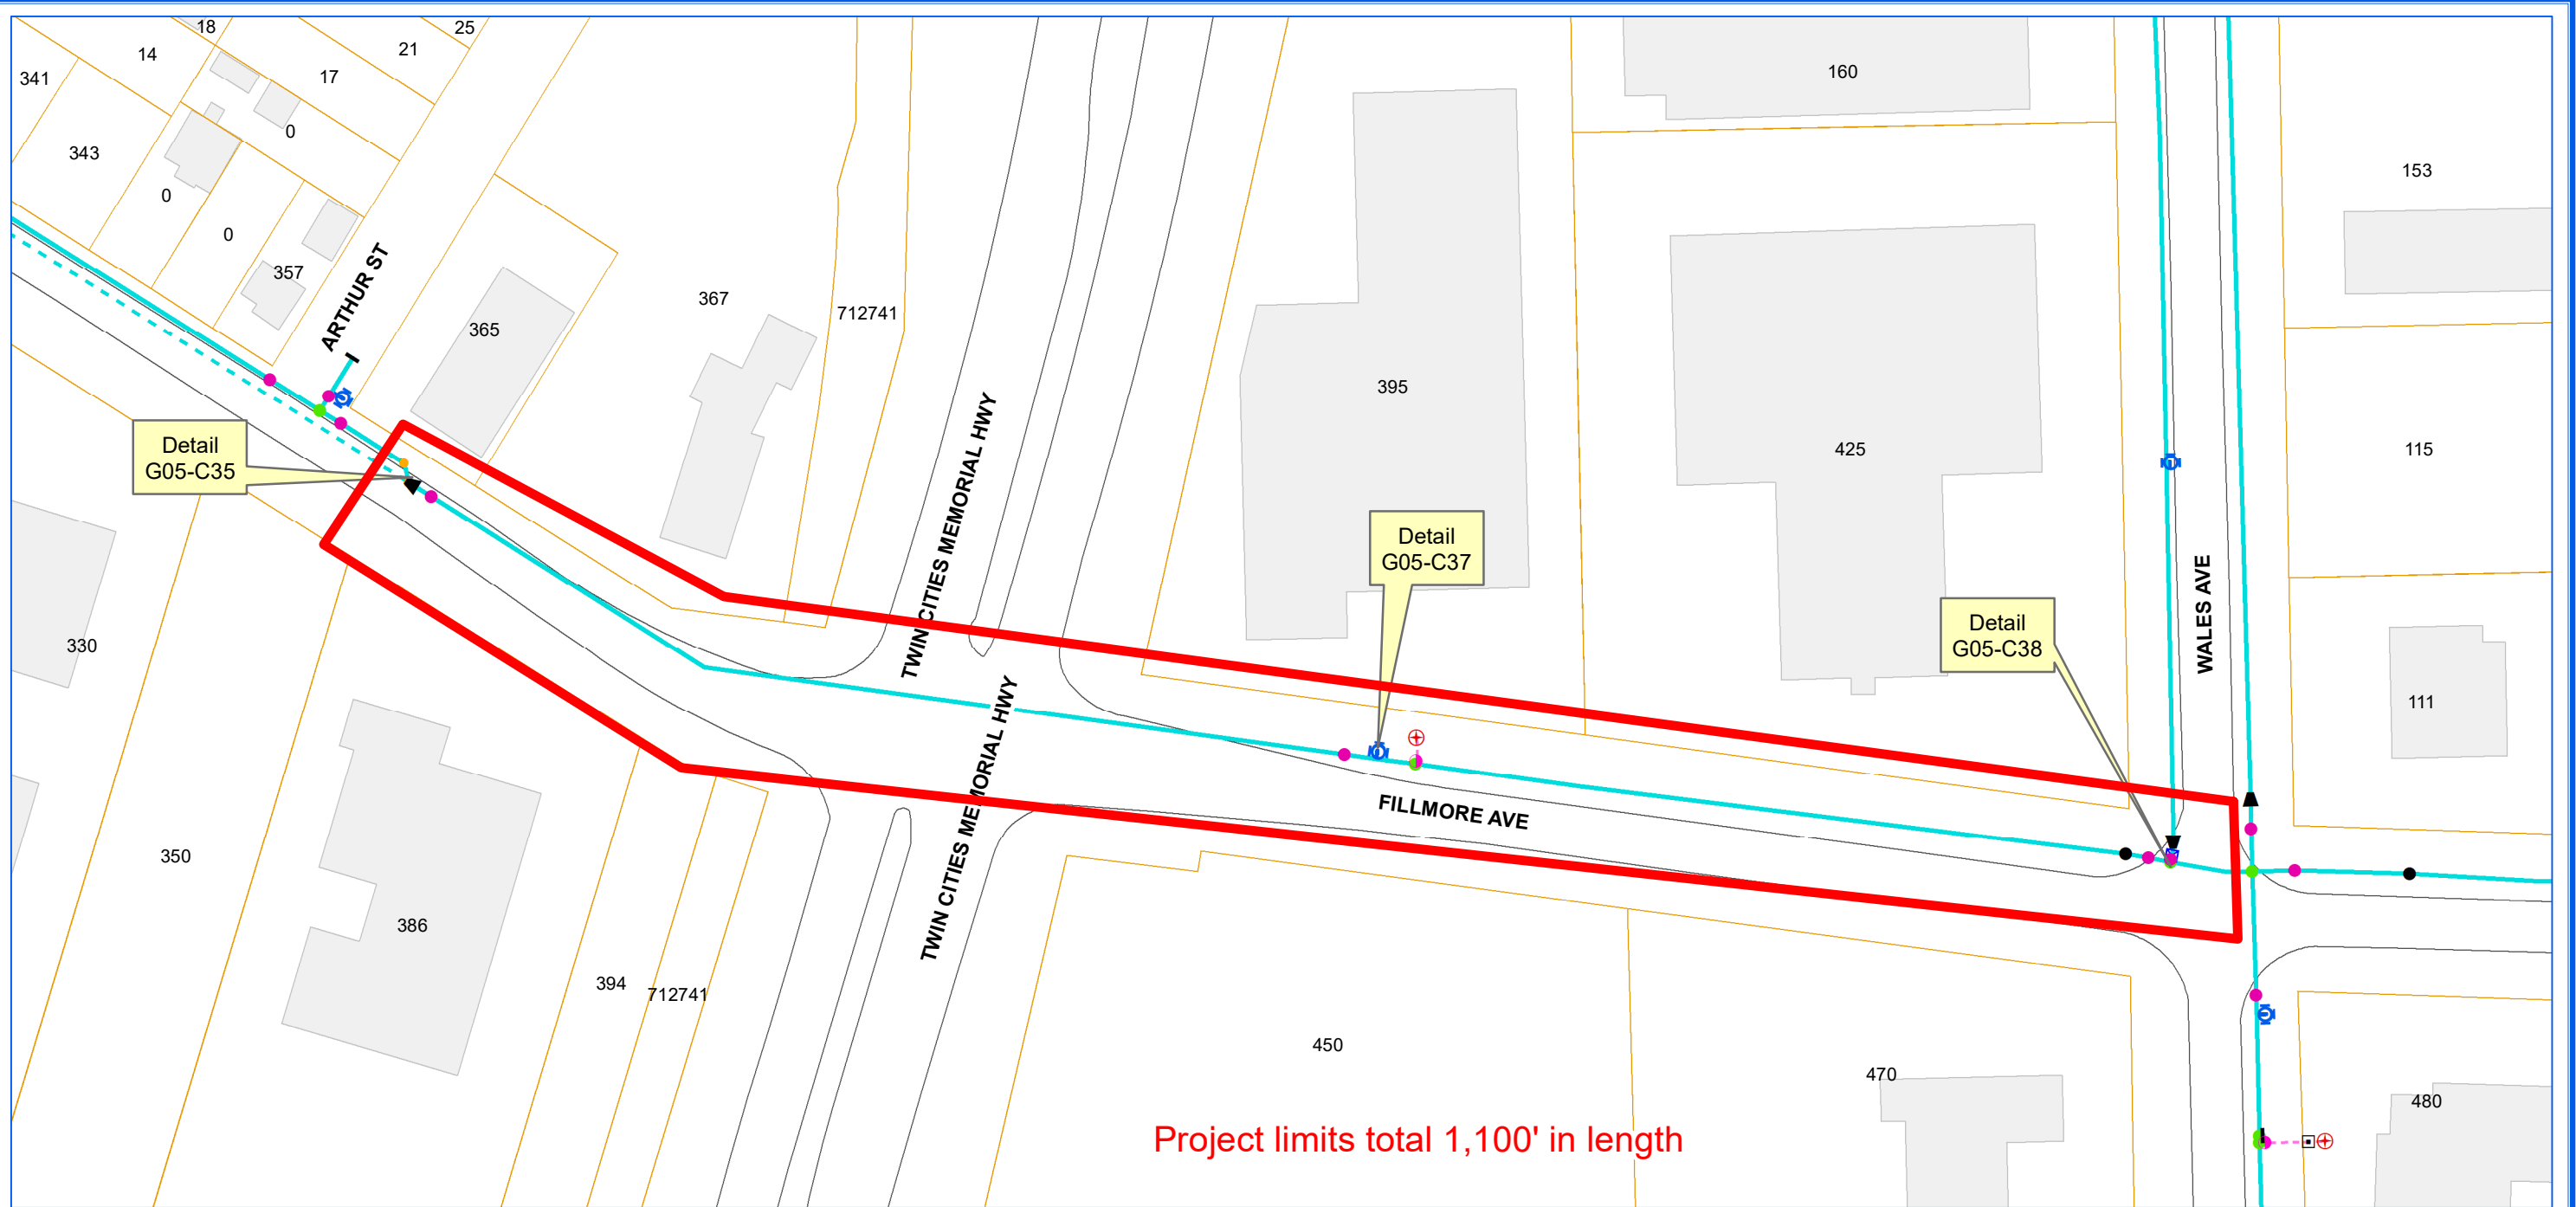 18
25
14
21
341
17
160
0
343
153
0
0
357
ARTHUR ST
367
712741
365
395
TWIN CITIES MEMORIAL HWY
425
115
Detail
G05-C35
Detail
G05-C37
WALES AVE
Detail
G05-C38
330
111
TWIN CITIES MEMORIAL HWY
FILLMORE AVE
350
386
394
712741
450
470
480
Project limits total 1,100' in length